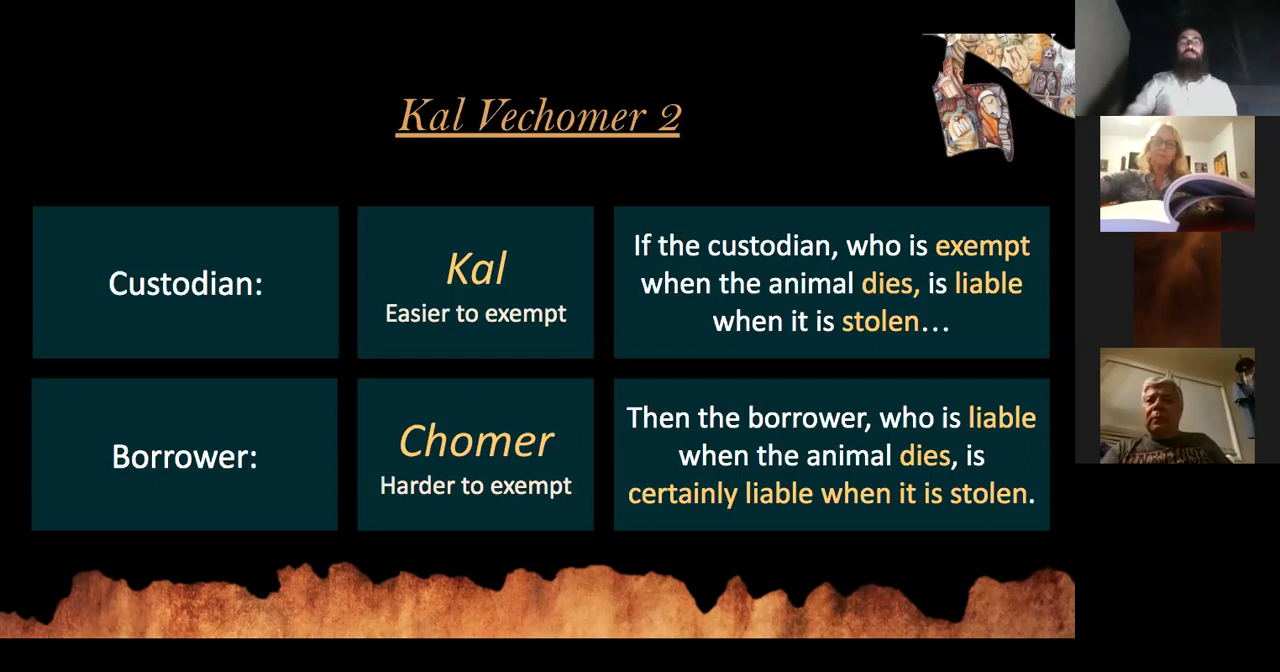 Kal Vechomer 2
Custodian:
Kal
Easier to exempt
If the custodian, who is exempt
when the animal dies, is liable
when it is stolen…
Borrower:
Chomer
Harder to exempt
Then the borrower, who is liable
when the animal dies, is
certainly liable when it is stolen.